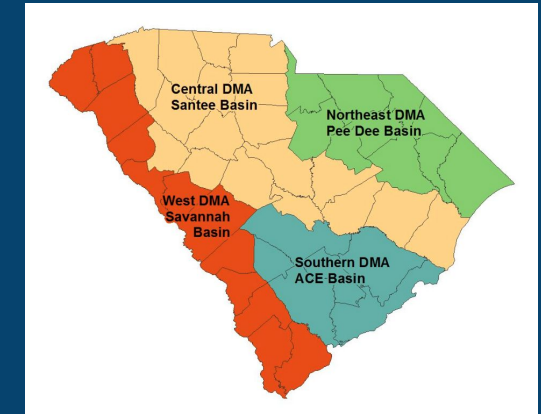 Central DMA
Santee Basin
Northeast DMA
Pee Dee Basin
West DMA
Savannah
Basin
Southern DMA
ACE Basin